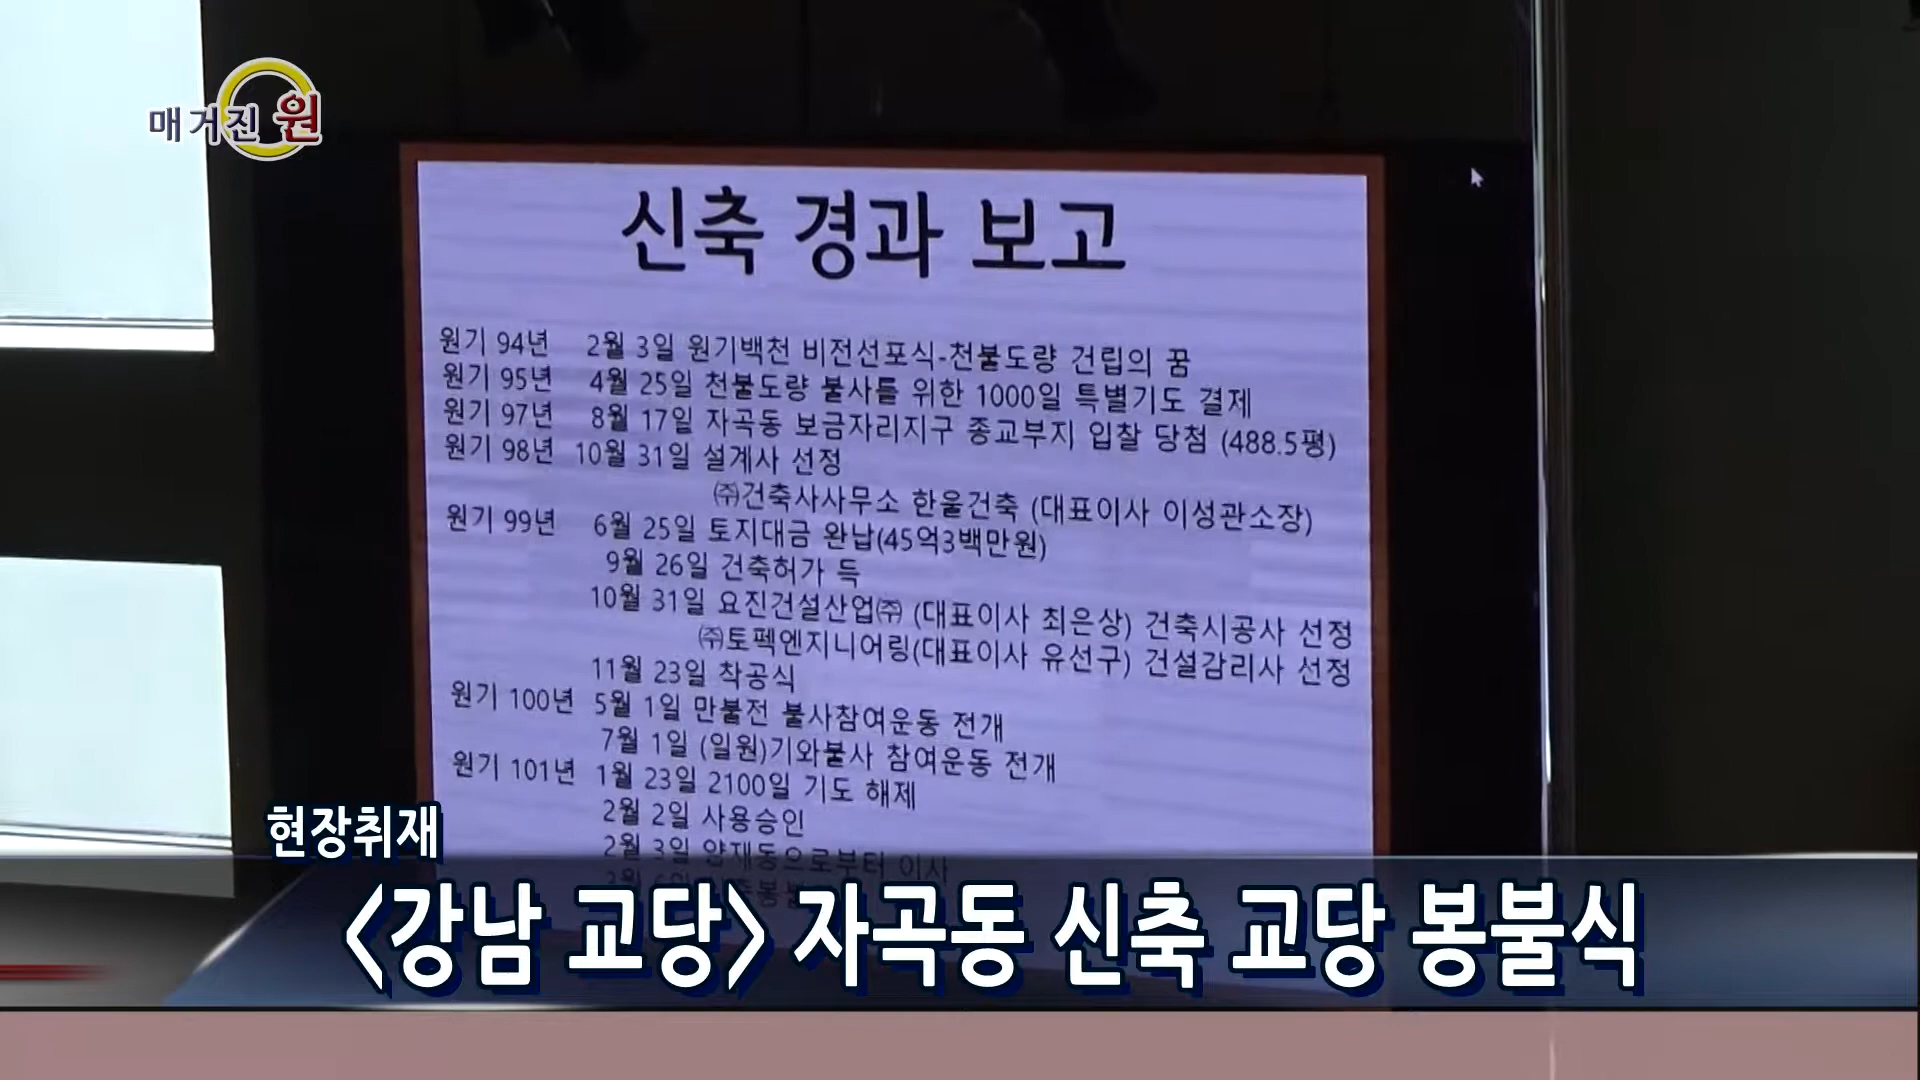 매거진 원
신축 경과 보고
원기 94년 2월 3일 원기백천 비전선포식-천불도량 건립의 꿈
원기 95년 4월 25일 천불도량 불사를 위한 1000일 특별기도 결제
원기 97년 8월 17일 자곡동 보금자리지구 종교부지 입찰 당첨 (488.5평)
원기 98년 10월 31일 설계사 선정
㈜건축사사무소 한울건축 (대표이사 이성관소장)
원기 99년 6월 25일 토지대금 완납(45억3백만원)
9월 26일 건축허가 득
10월 31일 요진건설산업㈜ (대표이사 최은상) 건축시공사 선정
㈜토펙엔지니어링(대표이사 유선구) 건설감리사 선정
11월 23일 착공식
원기 100년 5월 1일 만불전 불사참여운동 전개
7월 1일 (일원)기와불사 참여운동 전개
원기 101년 1월 23일 2100일 기도 해제
2월 2일 사용승인
2월 3일 양재동으로부터 이사
현장취재
<강남 교당> 자곡동 신축 교당 봉불식